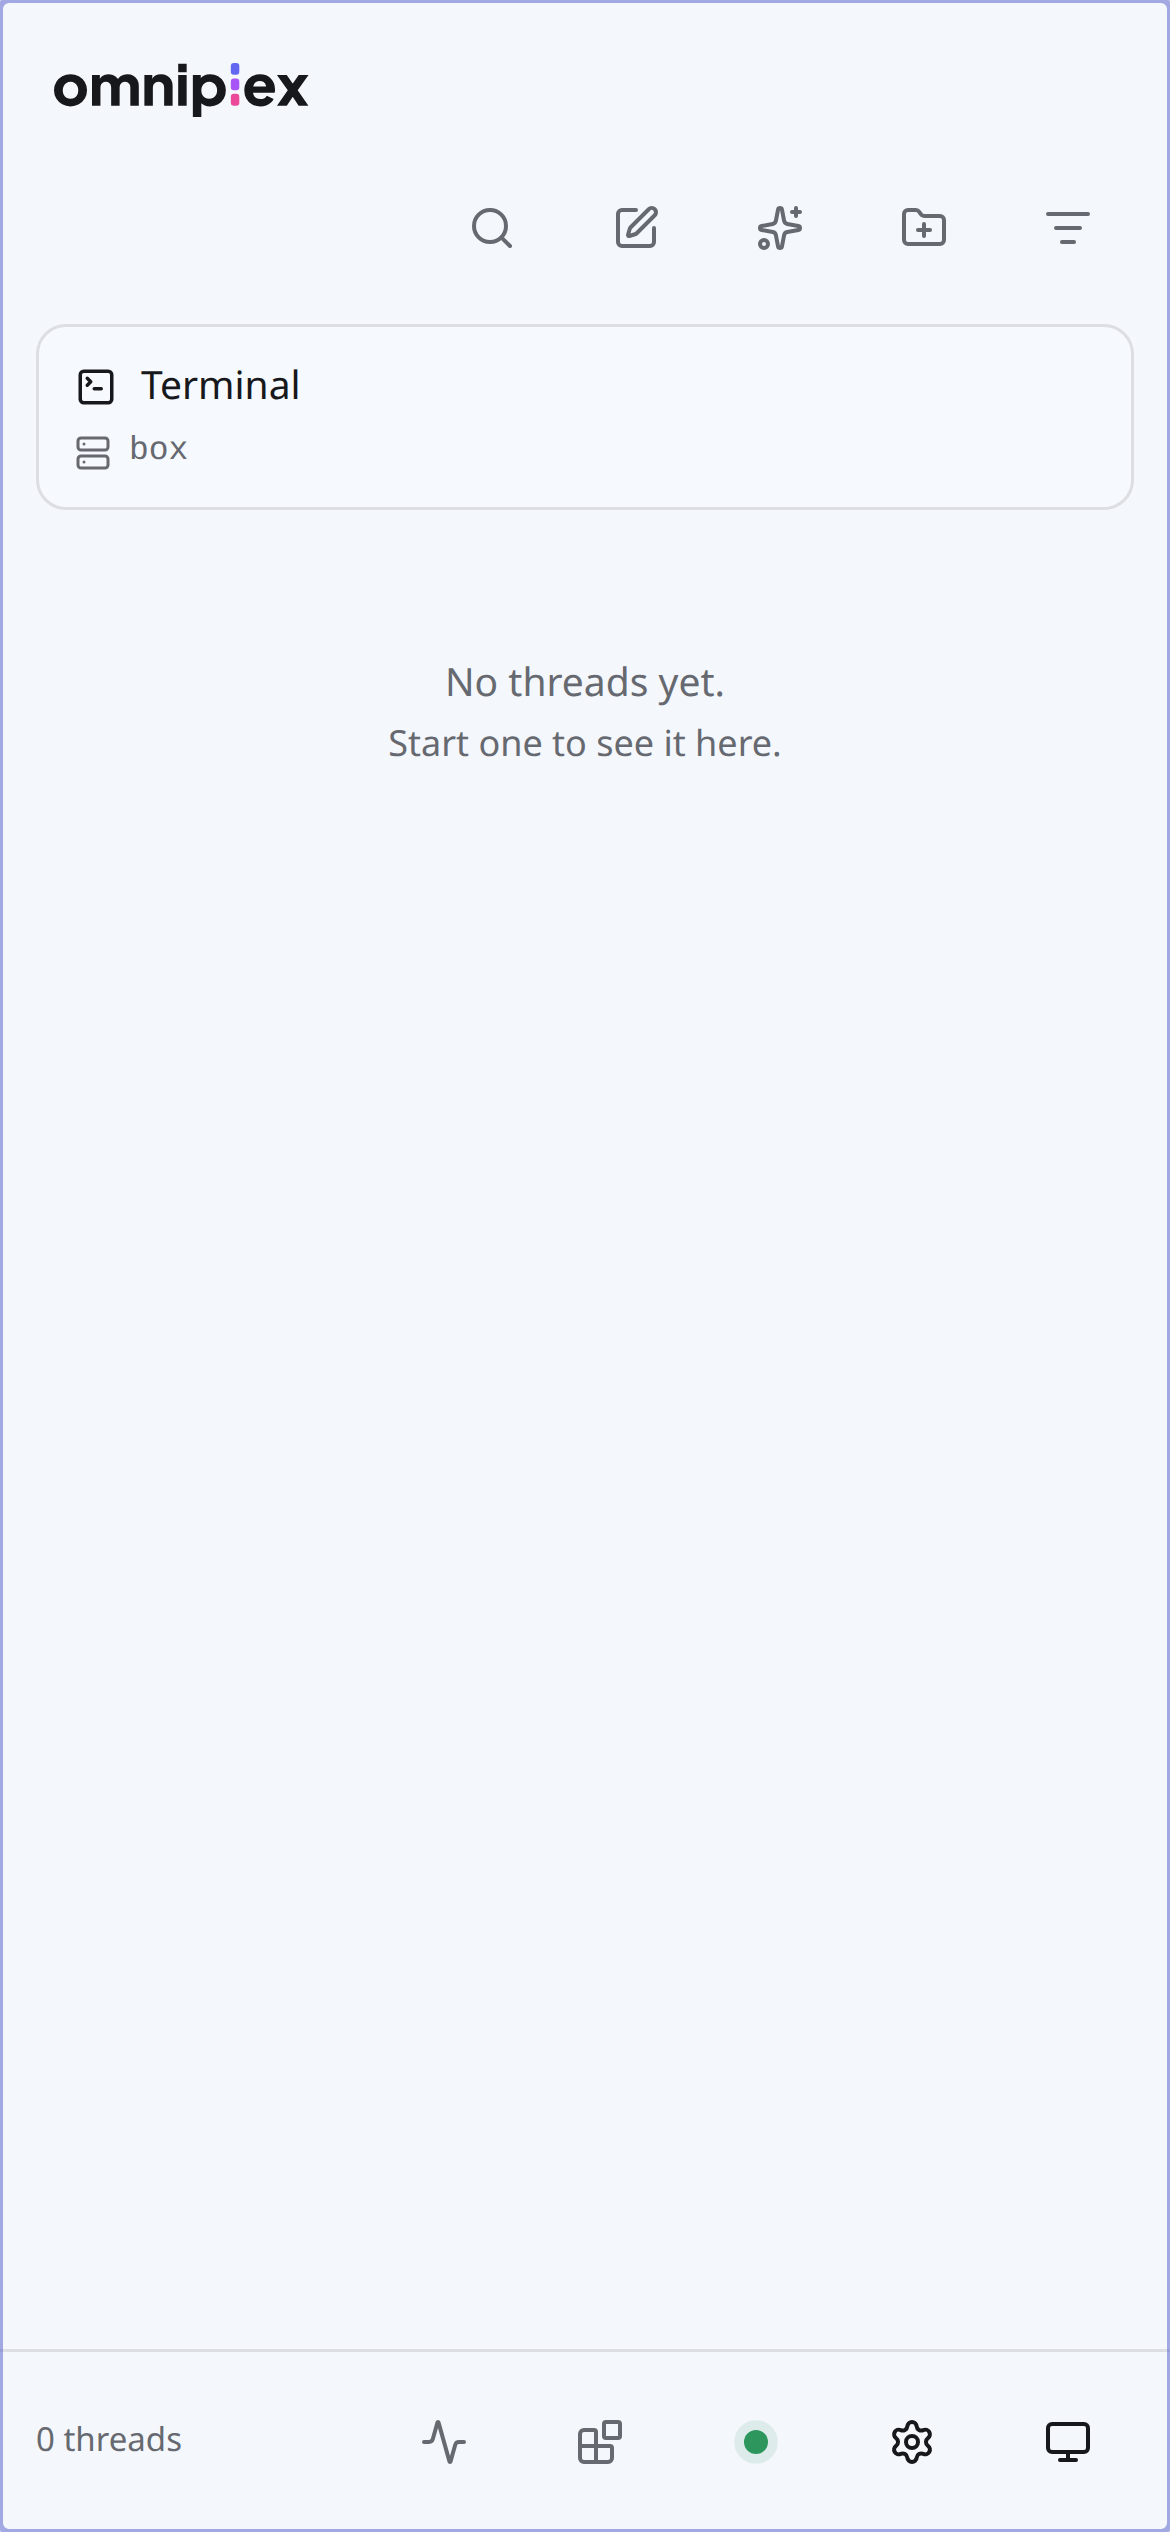 omniplex
Terminal
box
No threads yet.
Start one to see it here.
0 threads